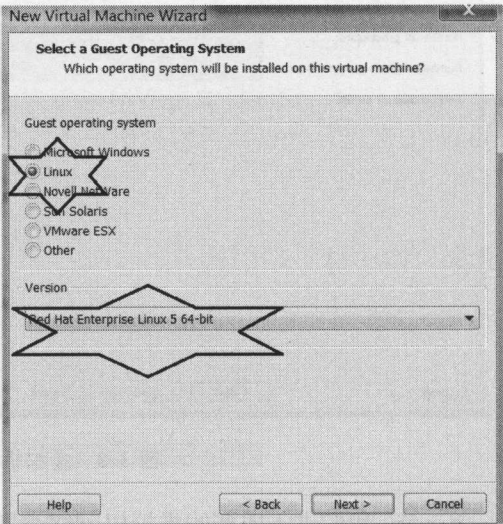 New Virtual Machine Wizard
Select a Guest Operating System
Which operating system will be installed on this virtual machine?
Guest operating system
Microsoft Windows
Linux
Novell NetWare
Sun Solaris
VMware ESX
Other
Version
Red Hat Enterprise Linux 5 64-bit
Help < Back Next > Cancel